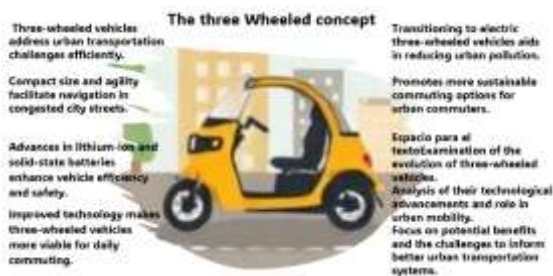 The three Wheeled concept
Three-wheeled vehicles
address urban transportation
challenges efficiently.
Compact size and agility
facilitate navigation in
congested city streets.
Advances in lithium-ion and
solid-state batteries
enhance vehicle efficiency
and safety.
Improved technology makes
three-wheeled vehicles
more viable for daily
commuting.
Transitioning to electric
three-wheeled vehicles aids
in reducing urban pollution.
Promotes more sustainable
commuting options for
urban commuters.
Espacio para el
textoExamination of the
evolution of three-wheeled
vehicles.
Analysis of their technological
advancements and role in
urban mobility.
Focus on potential benefits
and the challenges to inform
better urban transportation
systems.